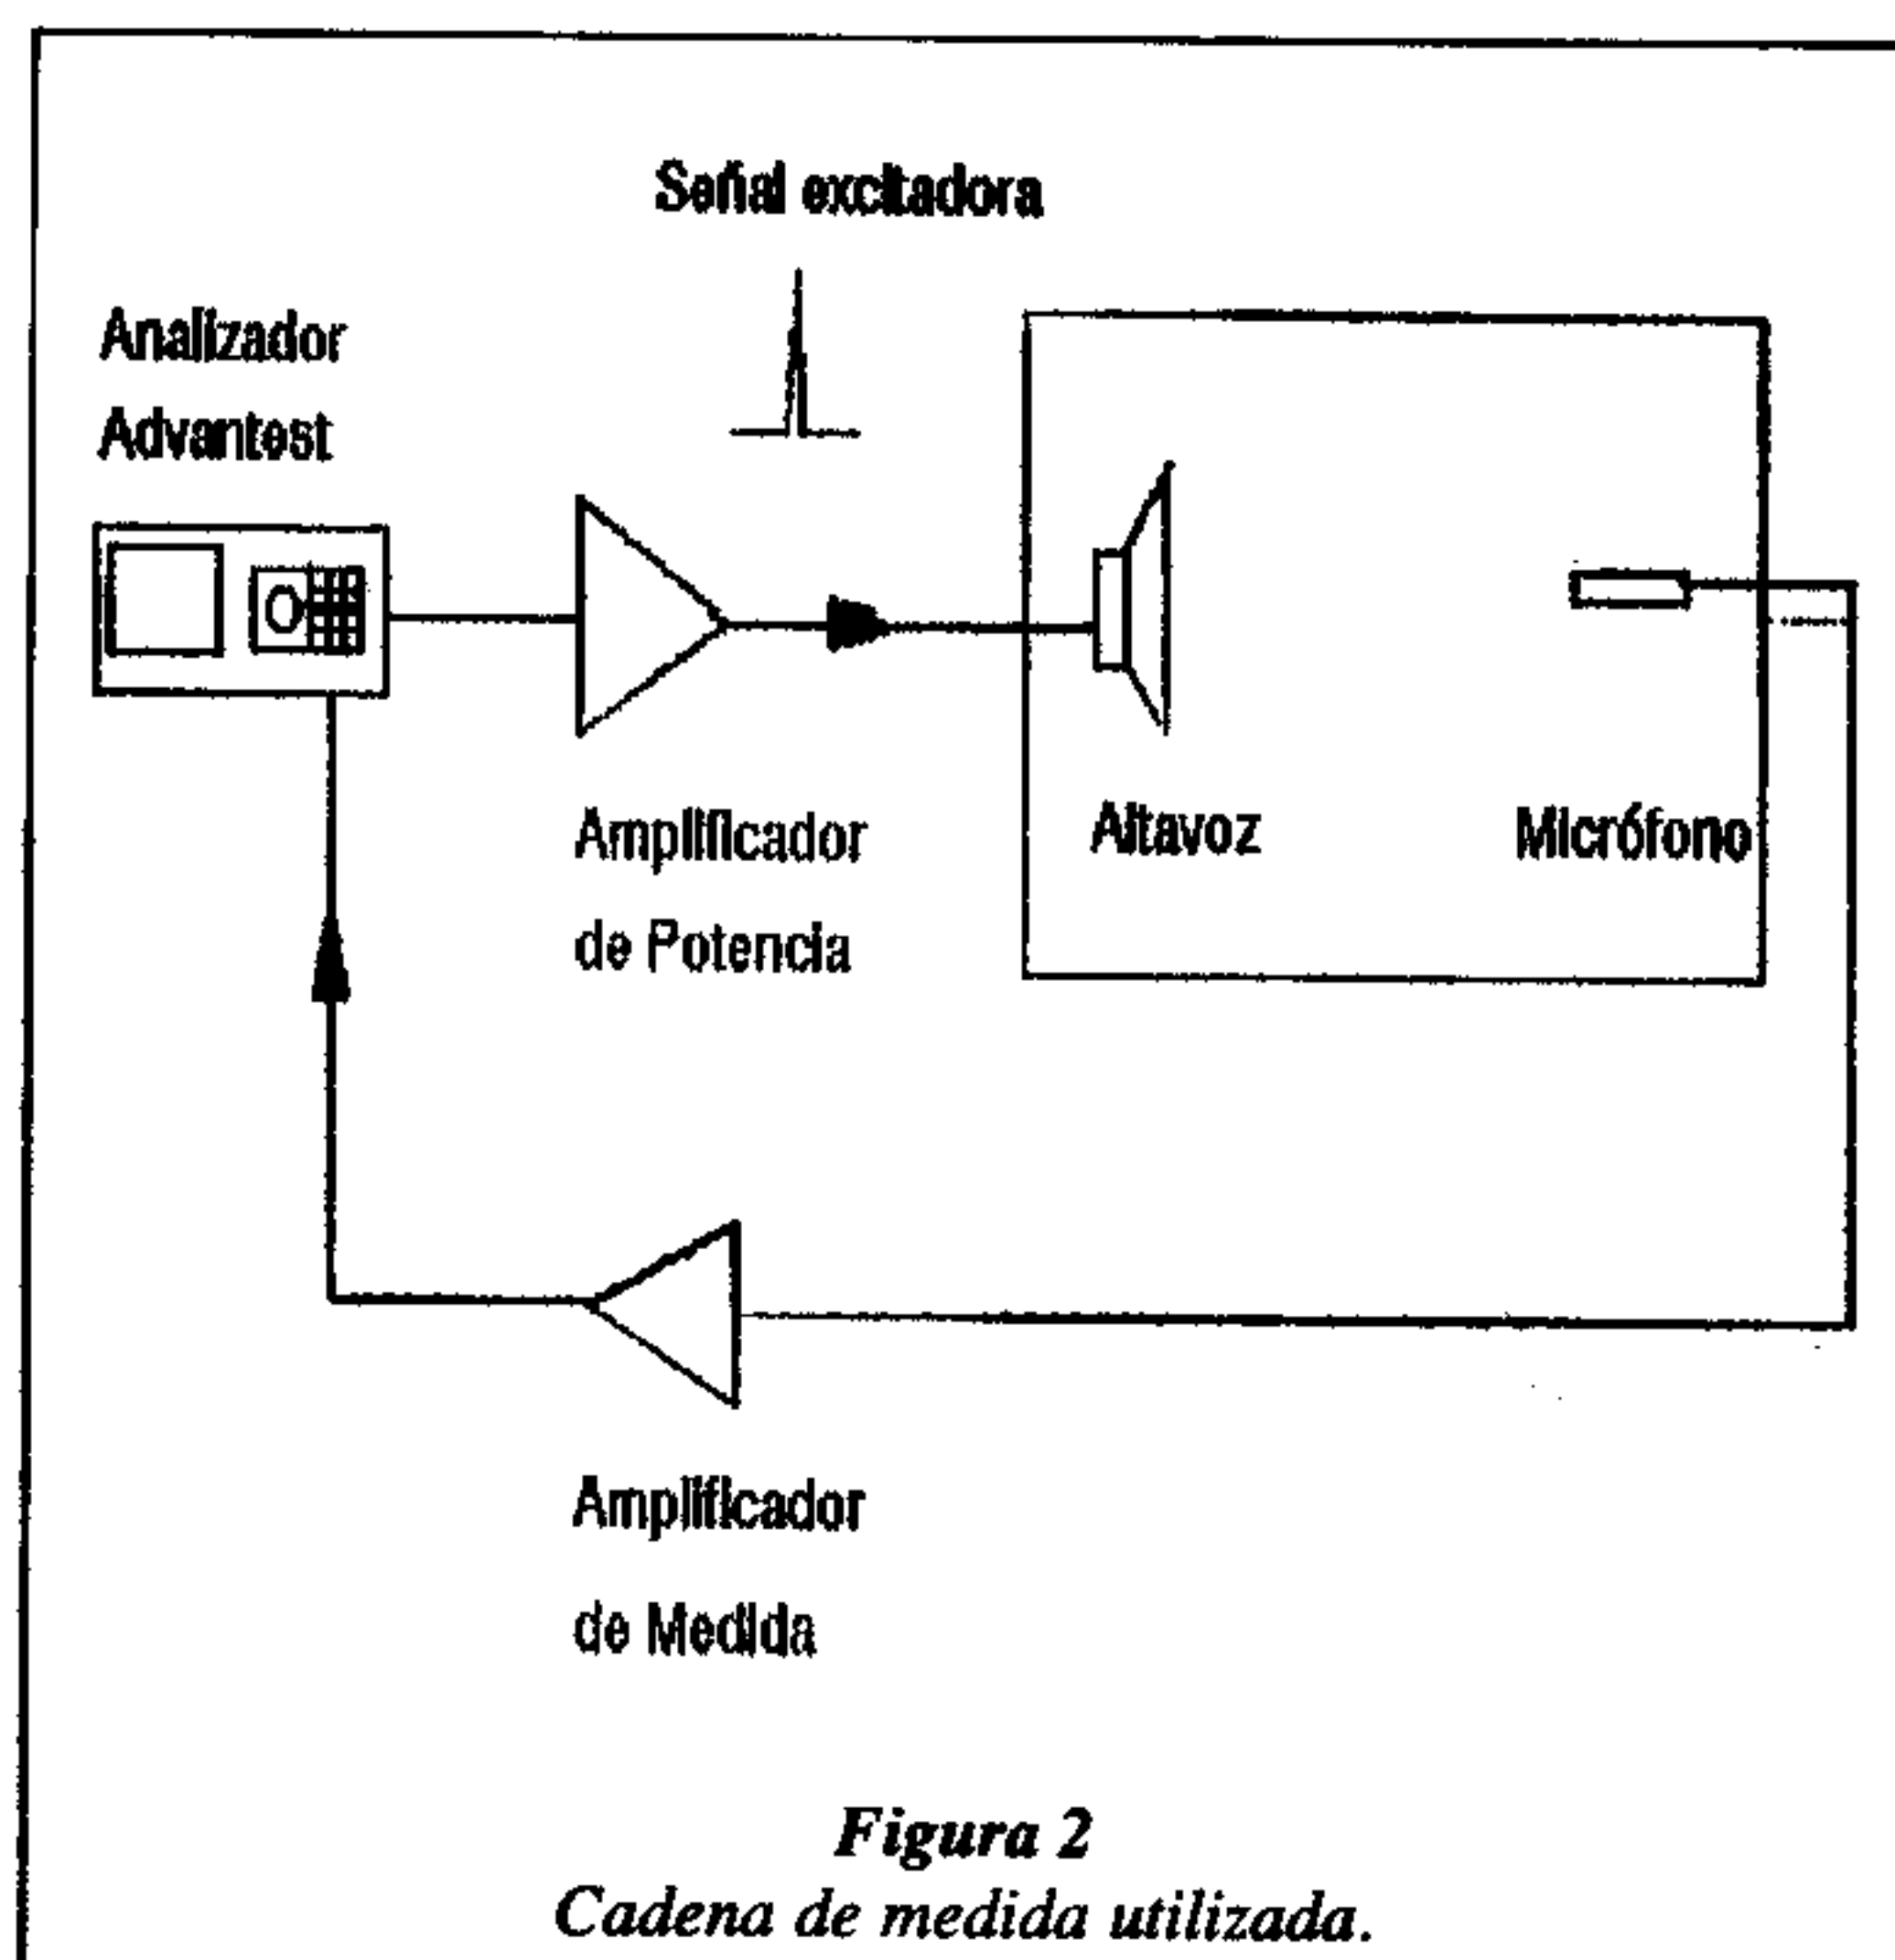 Señal excitadora
Analizador
Advantest
Amplificador
de Potencia
Altavoz
Micrófono
Amplificador
de Medida
Figura 2
Cadena de medida utilizada.